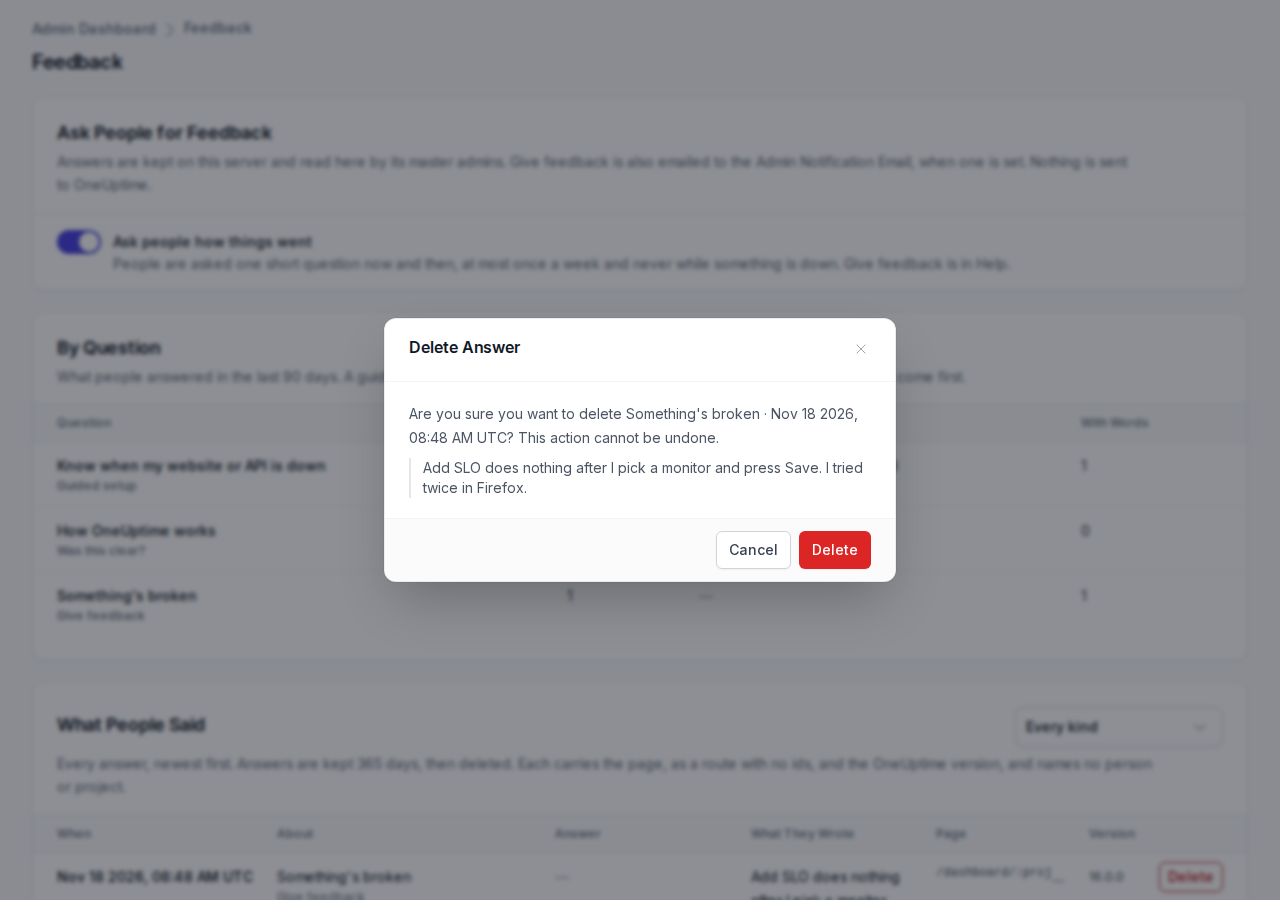 Admin Dashboard > Feedback
Feedback
Ask People for Feedback
Answers are kept on this server and read here by its master admins. Give feedback is also emailed to the Admin Notification Email, when one is set. Nothing is sent
to OneUptime.
Ask people how things went
People are asked one short question now and then, at most once a week and never while something is down. Give feedback is in Help.
By Question
What people answered in the last 90 days. A
come first.
Question
With Words
Know when my website or API is down
1
Guided setup
How OneUptime works
0
Was this clear?
Something's broken
1
—
1
Give feedback
Delete Answer
Are you sure you want to delete Something's broken · Nov 18 2026,
08:48 AM UTC? This action cannot be undone.
Add SLO does nothing after I pick a monitor and press Save. I tried
twice in Firefox.
Cancel
Delete
What People Said
Every kind
Every answer, newest first. Answers are kept 365 days, then deleted. Each carries the page, as a route with no ids, and the OneUptime version, and names no person
or project.
When
About
Answer
What They Wrote
Page
Version
Nov 18 2026, 08:48 AM UTC
Something's broken
—
Add SLO does nothing
/dashboard/:proj
Delete
Give feedback
after I pick a monitor